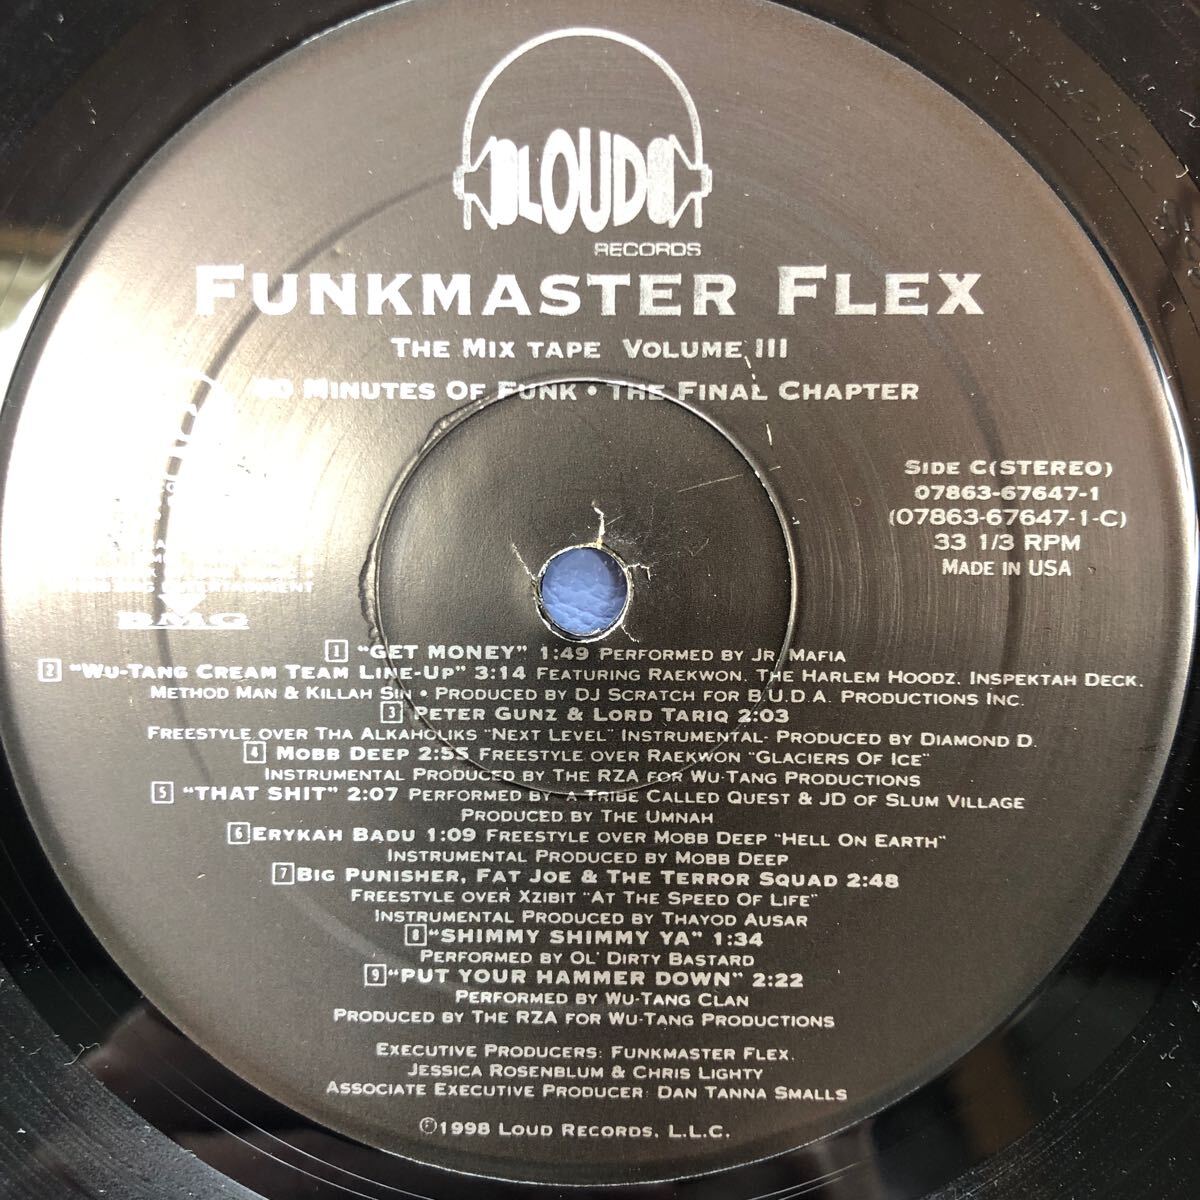 LOUD
RECORDS
FUNKMASTER FLEX
THE MIX TAPE VOLUME III
60 MINUTES OF FUNK • THE FINAL CHAPTER
SIDE C (STEREO)
07863-67647-1
(07863-67647-1-C)
33 1/3 RPM
MADE IN USA
BMG
1 "GET MONEY" 1:49 PERFORMED BY JR. MAFIA
2 "WU-TANG CREAM TEAM LINE-UP" 3:14 FEATURING RAEKWON, THE HARLEM HOODZ, INSPEKTAH DECK,
METHOD MAN & KILLAH SIN • PRODUCED BY DJ SCRATCH FOR B.U.D.A. PRODUCTIONS INC.
3 PETER GUNZ & LORD TARIQ 2:03
FREESTYLE OVER THA ALKAHOLIKS "NEXT LEVEL" INSTRUMENTAL- PRODUCED BY DIAMOND D.
4 MOBB DEEP 2:55 FREESTYLE OVER RAEKWON "GLACIERS OF ICE"
INSTRUMENTAL PRODUCED BY THE RZA FOR WU-TANG PRODUCTIONS
5 "THAT SHIT" 2:07 PERFORMED BY A TRIBE CALLED QUEST & JD OF SLUM VILLAGE
PRODUCED BY THE UMNAH
6 ERYKAH BADU 1:09 FREESTYLE OVER MOBB DEEP "HELL ON EARTH"
INSTRUMENTAL PRODUCED BY MOBB DEEP
7 BIG PUNISHER, FAT JOE & THE TERROR SQUAD 2:48
FREESTYLE OVER XZIBIT "AT THE SPEED OF LIFE"
INSTRUMENTAL PRODUCED BY THAYOD AUSAR
8 "SHIMMY SHIMMY YA" 1:34
PERFORMED BY OL' DIRTY BASTARD
9 "PUT YOUR HAMMER DOWN" 2:22
PERFORMED BY WU-TANG CLAN
PRODUCED BY THE RZA FOR WU-TANG PRODUCTIONS
EXECUTIVE PRODUCERS: FUNKMASTER FLEX,
JESSICA ROSENBLUM & CHRIS LIGHTY
ASSOCIATE EXECUTIVE PRODUCER: DAN TANNA SMALLS
℗1998 LOUD RECORDS, L.L.C.